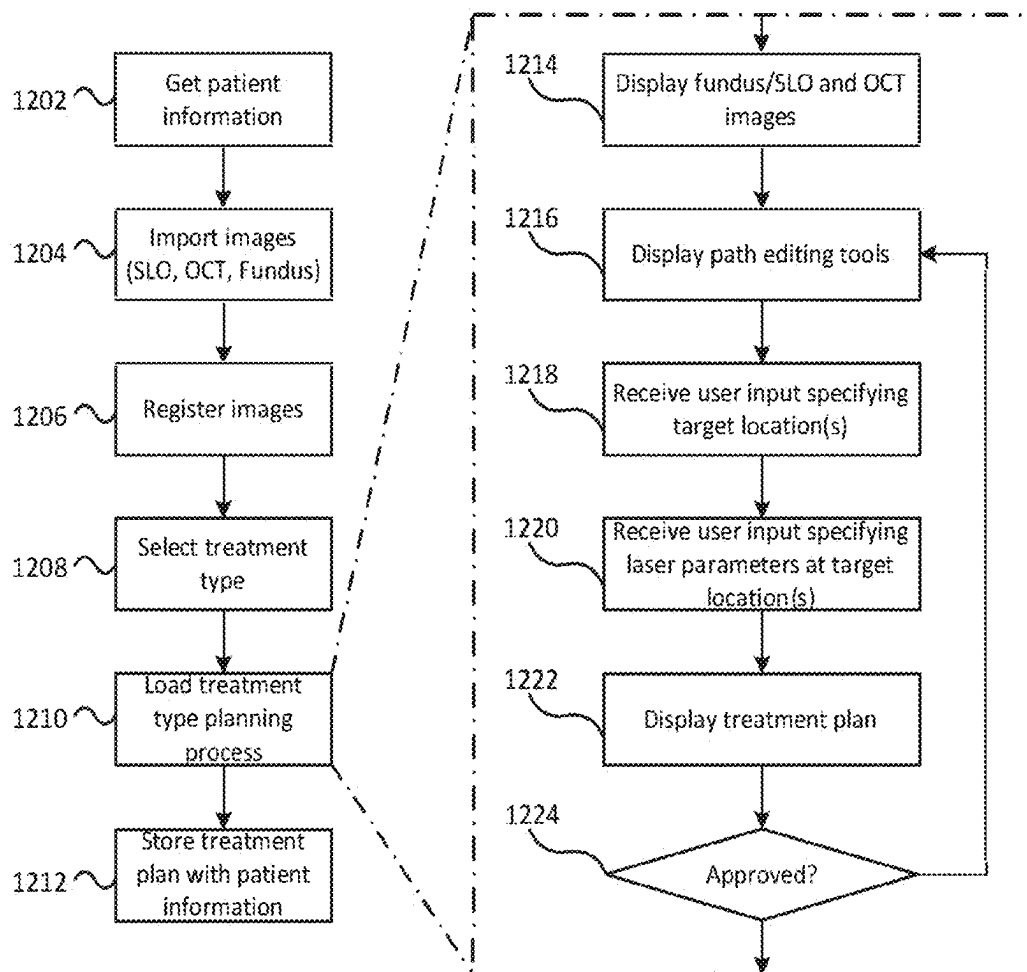 1202
Get patient
information
1204
Import images
(SLO, OCT, Fundus)
1206
Register images
1208
Select treatment
type
1210
Load treatment
type planning
process
1212
Store treatment
plan with patient
information
1214
Display fundus/SLO and OCT
images
1216
Display path editing tools
1218
Receive user input specifying
target location(s)
1220
Receive user input specifying
laser parameters at target
location(s)
1222
Display treatment plan
1224
Approved?